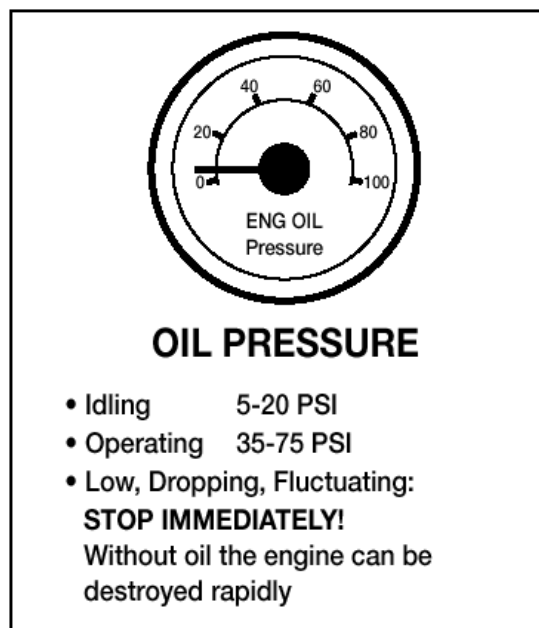 40 60
20 80
0 100
ENG OIL
Pressure
OIL PRESSURE
• Idling 5-20 PSI
• Operating 35-75 PSI
• Low, Dropping, Fluctuating:
STOP IMMEDIATELY!
Without oil the engine can be
destroyed rapidly